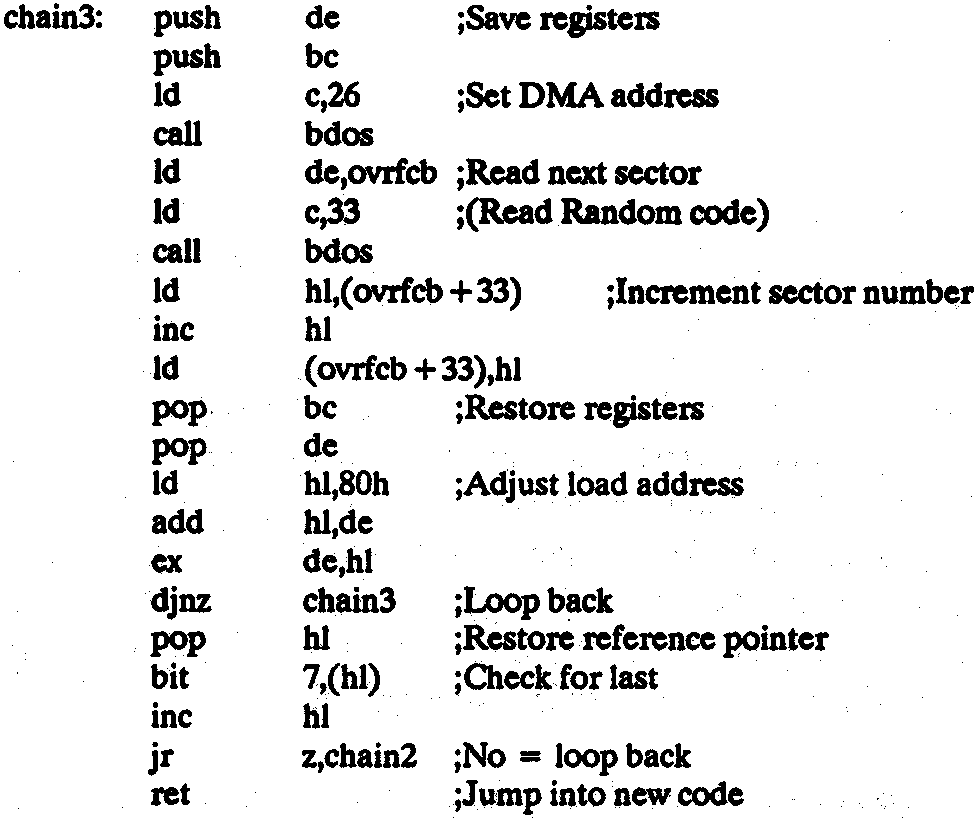 chain3: push de ;Save registers
push bc
ld c,26 ;Set DMA address
call bdos
ld de,ovrfcb ;Read next sector
ld c,33 ;(Read Random code)
call bdos
ld hl,(ovrfcb + 33) ;Increment sector number
inc hl
ld (ovrfcb + 33),hl
pop bc ;Restore registers
pop de
ld hl,80h ;Adjust load address
add hl,de
ex de,hl
djnz chain3 ;Loop back
pop hl ;Restore reference pointer
bit 7,(hl) ;Check for last
inc hl
jr z,chain2 ;No = loop back
ret ;Jump into new code